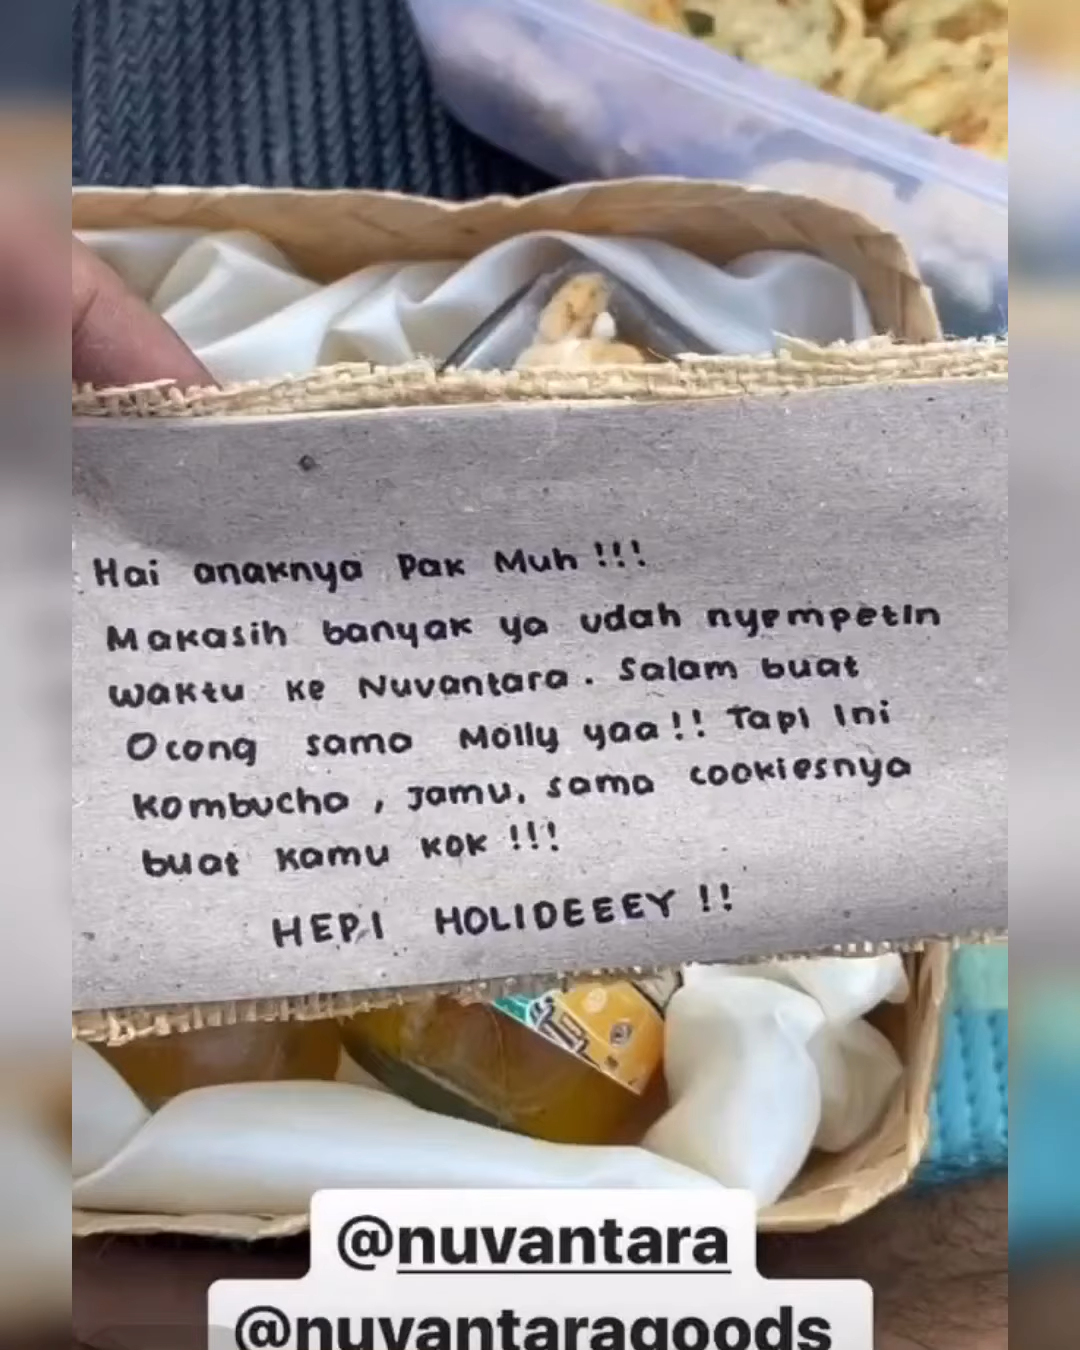 Hai anaknya Pak Muh !!!
Makasih banyak ya udah nyempetin
waktu ke Nuvantara. Salam buat
Ocong sama Molly yaa!! Tapi Ini
kombucha, Jamu, sama cookiesnya
buat kamu kok !!!
HEPI HOLIDEEEY !!
@nuvantara
@nuvantaragoods